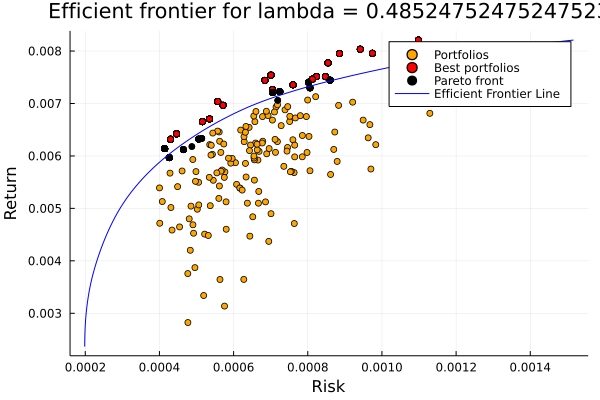 Efficient frontier for lambda = 0.4852475247524752
0.008
0.007
0.006
0.005
0.004
0.003
Return
Portfolios
Best portfolios
Pareto front
Efficient Frontier Line
0.0002 0.0004 0.0006 0.0008 0.0010 0.0012 0.0014
Risk